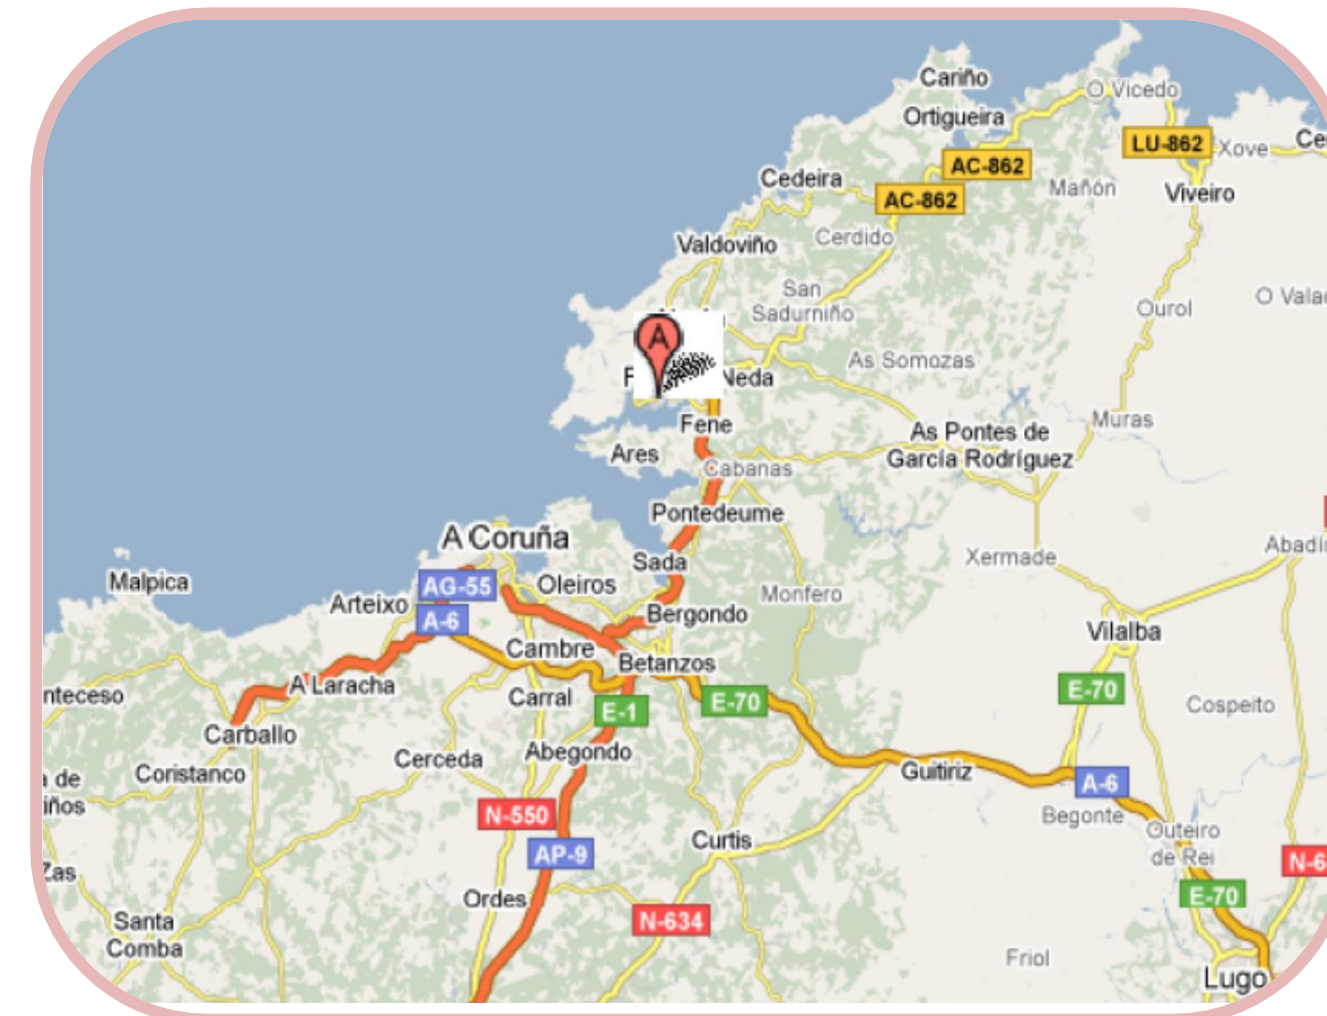 Cariño
O Vicedo
Ortigueira
LU-862
Xove
AC-862
Cedeira
Mañón
Viveiro
AC-862
Valdoviño
Cerdido
San
Sadurniño
Ourol
A
As Somozas
Neda
Fene
Muras
As Pontes de
García Rodríguez
Ares
Cabanas
Pontedeume
A Coruña
Xermade
Sada
Malpica
AG-55
Oleiros
Monfero
Arteixo
A-6
Bergondo
Vilalba
Cambre
Betanzos
A Laracha
Carral
E-1
E-70
E-70
Cospeito
Carballo
Abegondo
Cerceda
Coristanco
Guitiriz
A-6
N-550
Begonte
Outeiro
de Rei
Curtis
AP-9
Ordes
E-70
N-634
Santa
Comba
Friol
Lugo